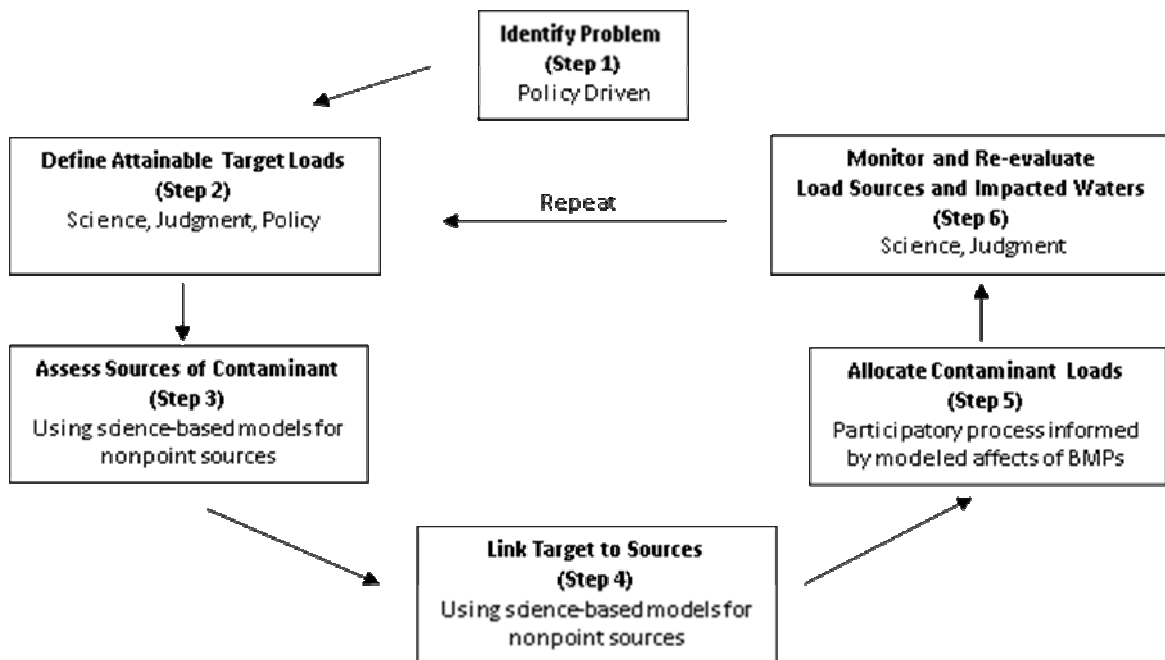 Identify Problem
(Step 1)
Policy Driven
Define Attainable Target Loads
(Step 2)
Science, Judgment, Policy
Assess Sources of Contaminant
(Step 3)
Using science-based models for
nonpoint sources
Link Target to Sources
(Step 4)
Using science-based models for
nonpoint sources
Allocate Contaminant Loads
(Step 5)
Participatory process informed
by modeled affects of BMPs
Monitor and Re-evaluate
Load Sources and Impacted Waters
(Step 6)
Science, Judgment
Repeat